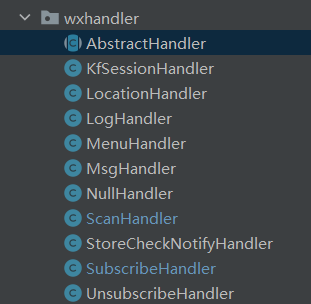 wxhandler
AbstractHandler
KfSessionHandler
LocationHandler
LogHandler
MenuHandler
MsgHandler
NullHandler
ScanHandler
StoreCheckNotifyHandler
SubscribeHandler
UnsubscribeHandler